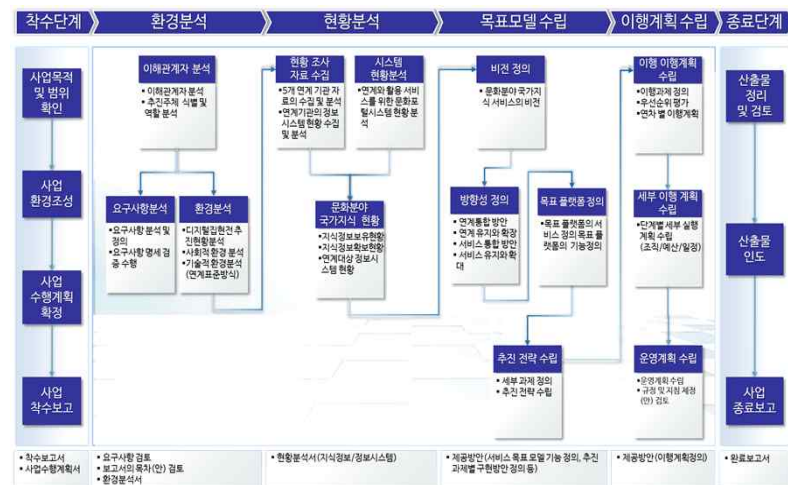 착수단계
환경분석
현황분석
목표모델 수립
이행계획 수립
종료단계
사업목적
및 범위
확인
사업
환경조성
사업
수행계획
확정
사업
착수보고
이해관계자 분석
• 이해관계자 분석
• 추진주체 식별 및
역할 분석
요구사항분석
• 요구사항 분석 및
정의
• 요구사항 명세 검
증 수행
환경분석
• 디지털집현전 추
진현황분석
• 사회적 환경 분석
• 기술적 환경분석
(연계표준방식)
현황 조사
자료 수집
• 5개 연계 기관 자
료의 수집 및 분석
• 연계기관의 정보
시스템 현황 수집
및 분석
시스템
현황분석
• 연계와 활용 서비
스를 위한 문화포
털시스템 현황 분
석
문화분야
국가지식 현황
• 지식정보보유현황
• 지식정보확보현황
• 연계대상 정보시
스템 현황
비전 정의
• 문화분야 국가지
식 서비스의 비전
방향성 정의
• 연계통합 방안
• 연계 유지와 확장
• 서비스 통합 방안
• 서비스 유지와 확
대
목표 플랫폼 정의
• 목표 플랫폼의 서
비스 정의 목표 플
랫폼의 기능정의
추진 전략 수립
• 세부 과제 정의
• 추진 전략 수립
이행 이행계획
수립
• 이행과제 정의
• 우선순위 평가
• 연차 별 이행계획
세부 이행 계획
수립
• 단계별 세부 실행
계획 수립
(조직/예산/일정)
운영계획 수립
• 운영계획 수립
• 규정 및 지침 제정
(안) 검토
산출물
정리
및 검토
산출물
인도
사업
종료보고
• 착수보고서
• 사업수행계획서
• 요구사항 검토
• 보고서의 목차(안) 검토
• 환경분석서
• 현황분석서(지식정보/정보시스템)
• 제공방안(서비스 목표 모델 기능 정의, 추진
과제별 구현방안 정의 등)
• 제공방안(이행계획정의)
• 완료보고서